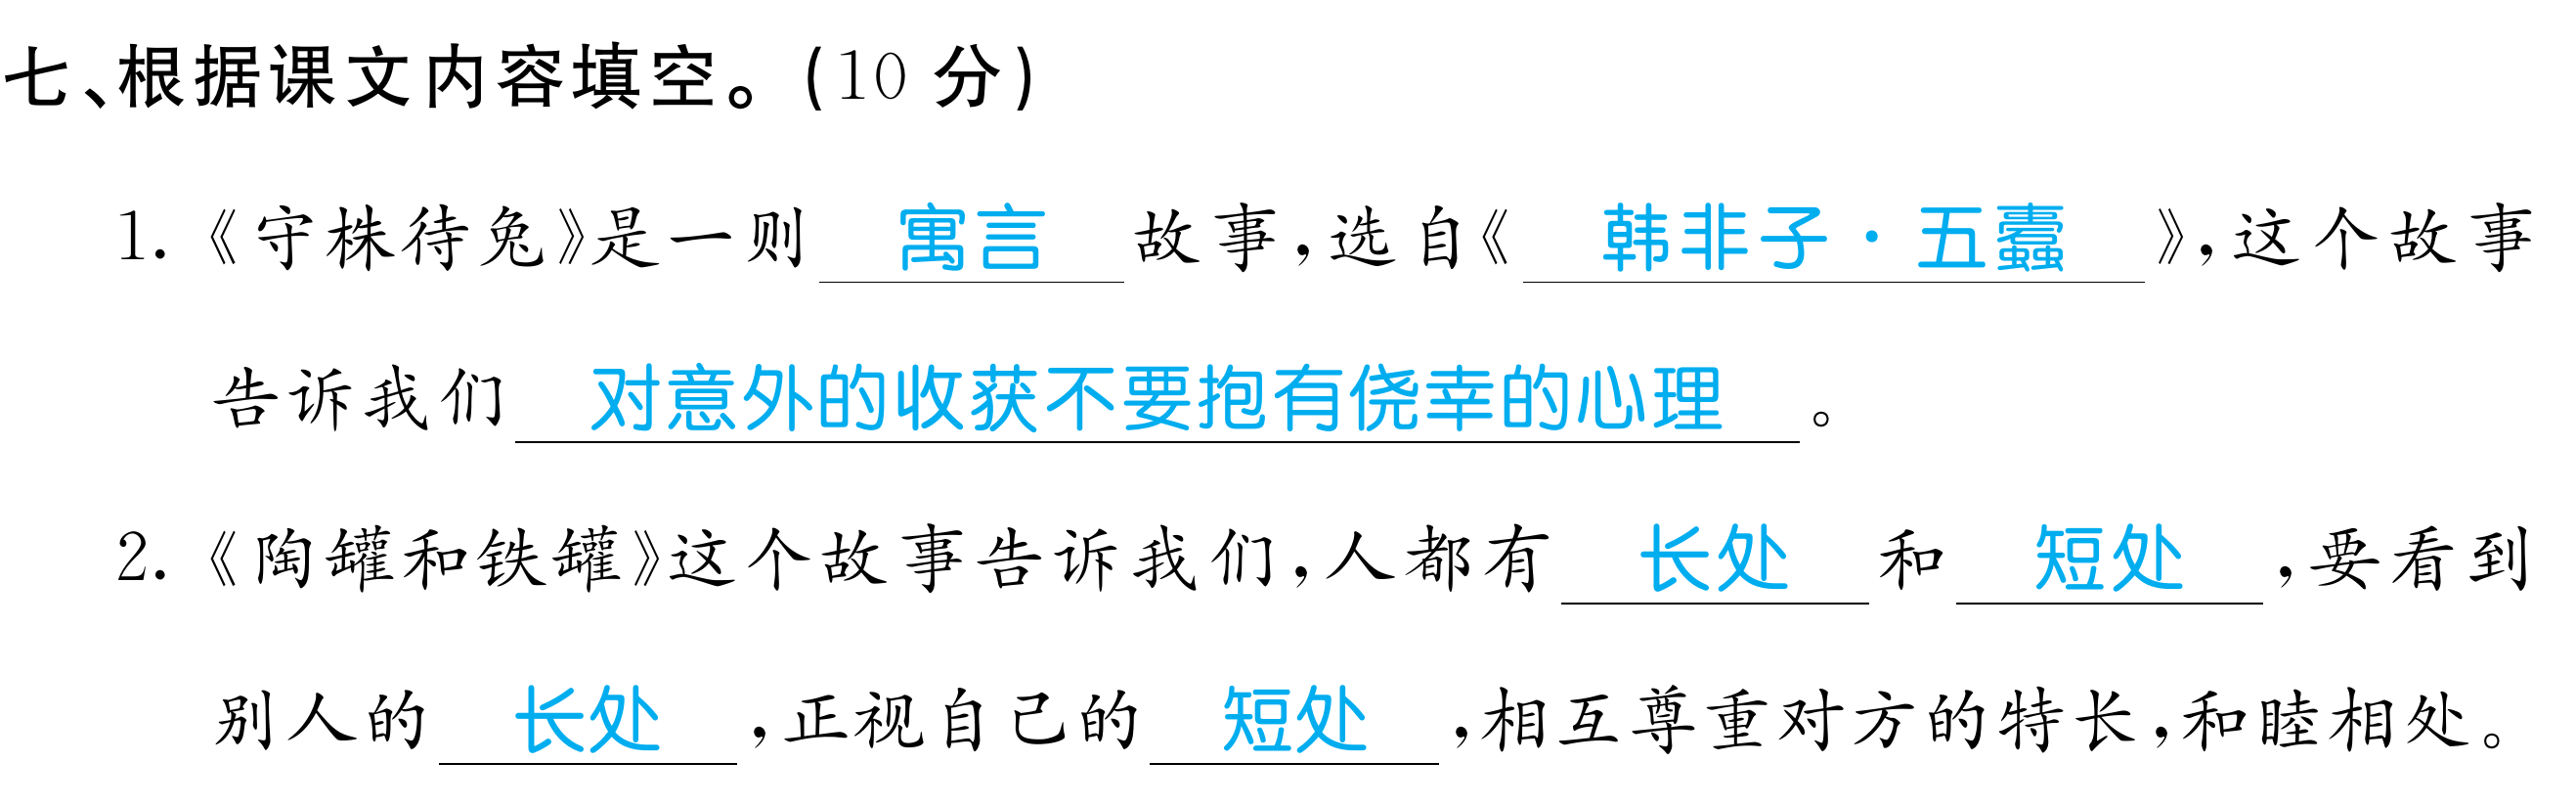 七、根据课文内容填空。(10 分)
1.《守株待兔》是一则 寓言 故事,选自《 韩非子·五蠹 》,这个故事
告诉我们 对意外的收获不要抱有侥幸的心理 。
2.《陶罐和铁罐》这个故事告诉我们,人都有 长处 和 短处 ,要看到
别人的 长处 ,正视自己的 短处 ,相互尊重对方的特长,和睦相处。